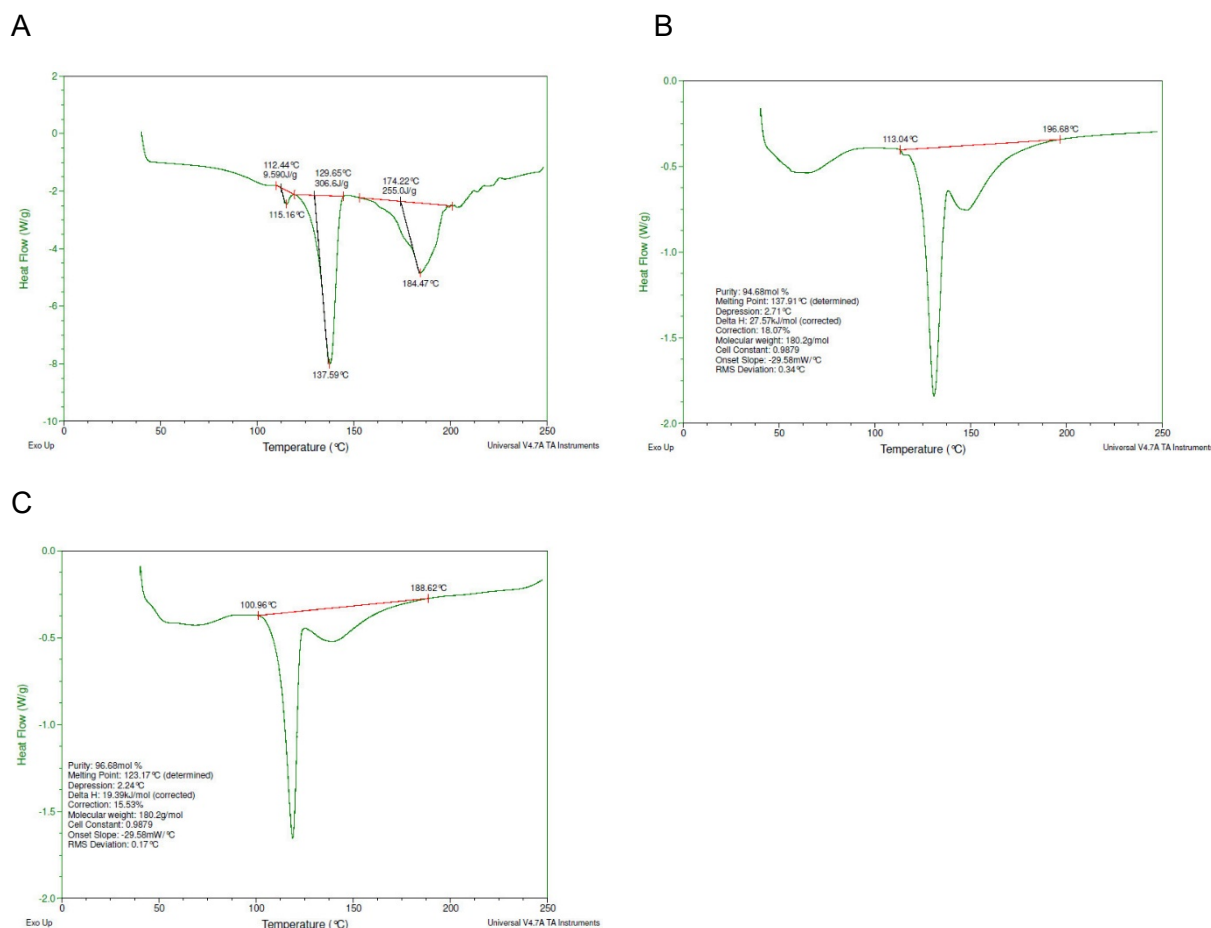 A
2
0
-2
-4
-6
-8
-10
Heat Flow (W/g)
112.44°C
9.590J/g
129.65°C
306.6J/g
174.22°C
255.0J/g
115.16°C
184.47°C
137.59°C
0
50
100
150
200
250
Exo Up
Temperature (°C)
Universal V4.7A TA Instruments
B
0.0
-0.5
-1.0
-1.5
-2.0
Heat Flow (W/g)
113.04°C
196.68°C
Purity: 94.68mol %
Melting Point: 137.91°C (determined)
Depression: 2.71°C
Delta H: 27.57kJ/mol (corrected)
Correction: 18.07%
Molecular weight: 180.2g/mol
Cell Constant: 0.9879
Onset Slope: -29.58mW/°C
RMS Deviation: 0.34°C
0
50
100
150
200
250
Exo Up
Temperature (°C)
Universal V4.7A TA Instruments
C
0.0
-0.5
-1.0
-1.5
-2.0
Heat Flow (W/g)
100.96°C
188.62°C
Purity: 96.68mol %
Melting Point: 123.17°C (determined)
Depression: 2.24°C
Delta H: 19.39kJ/mol (corrected)
Correction: 15.53%
Molecular weight: 180.2g/mol
Cell Constant: 0.9879
Onset Slope: -29.58mW/°C
RMS Deviation: 0.17°C
0
50
100
150
200
250
Exo Up
Temperature (°C)
Universal V4.7A TA Instruments